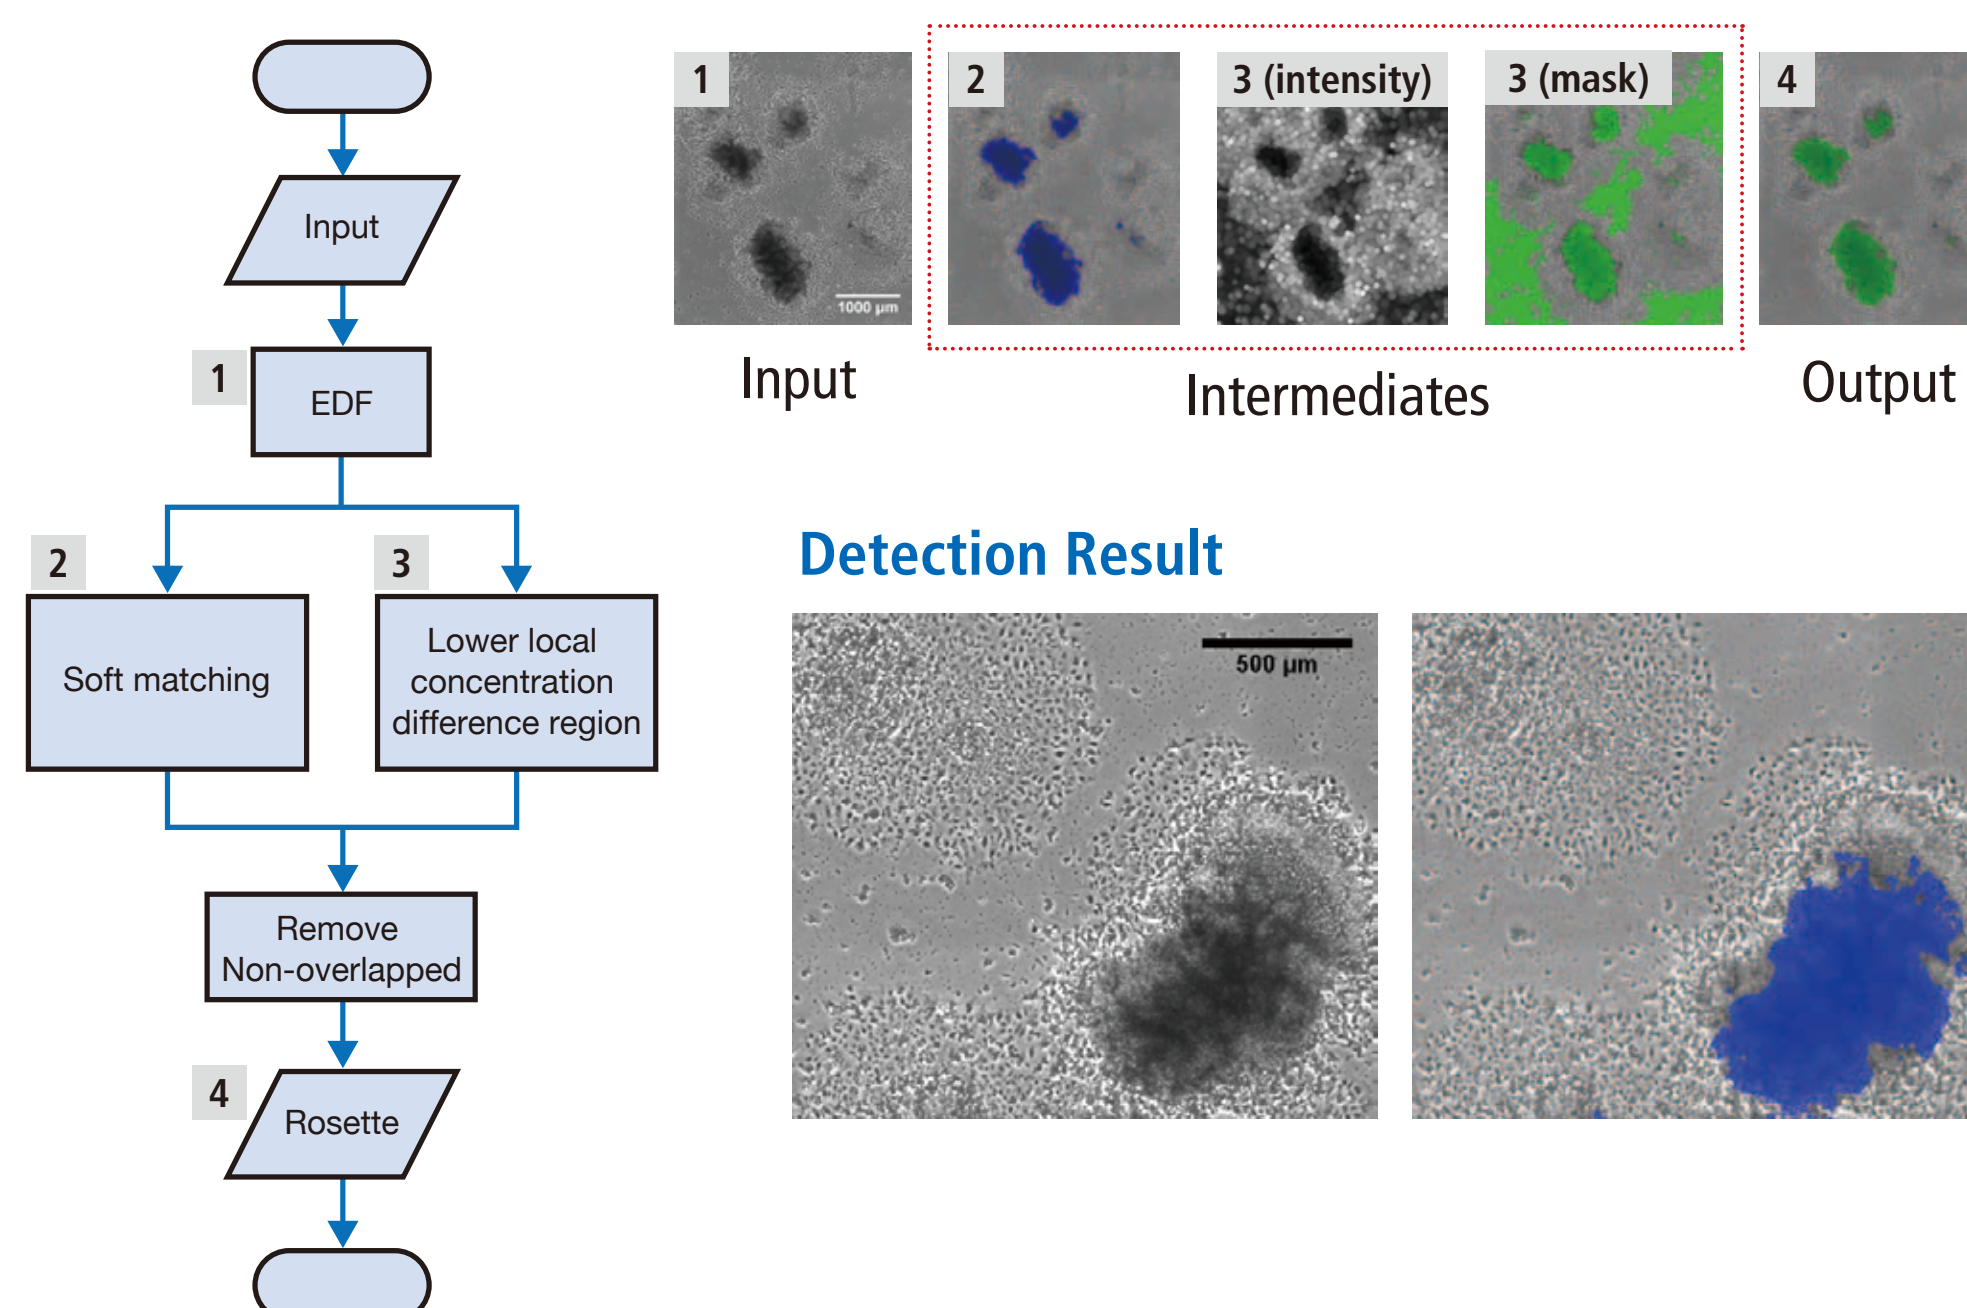 Input
1
EDF
2
Soft matching
3
Lower local
concentration
difference region
Remove
Non-overlapped
4
Rosette
1
1000 µm
2
3 (intensity)
3 (mask)
4
Input
Intermediates
Output
Detection Result
500 µm